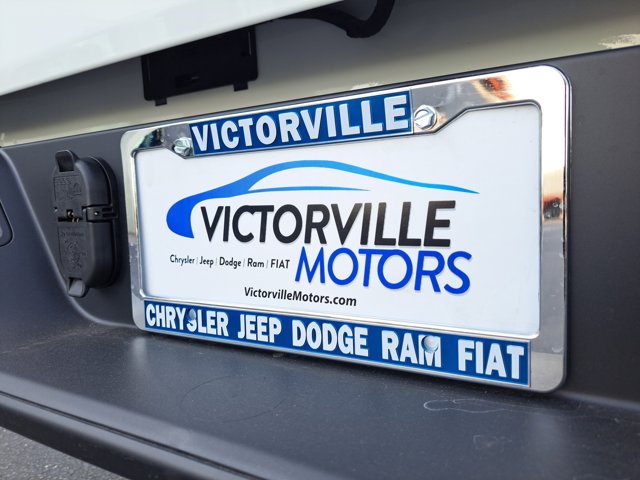 VICTORVILLE
VICTORVILLE
Chrysler | Jeep | Dodge | Ram | FIAT
MOTORS
VictorvilleMotors.com
CHRYSLER JEEP DODGE RAM FIAT